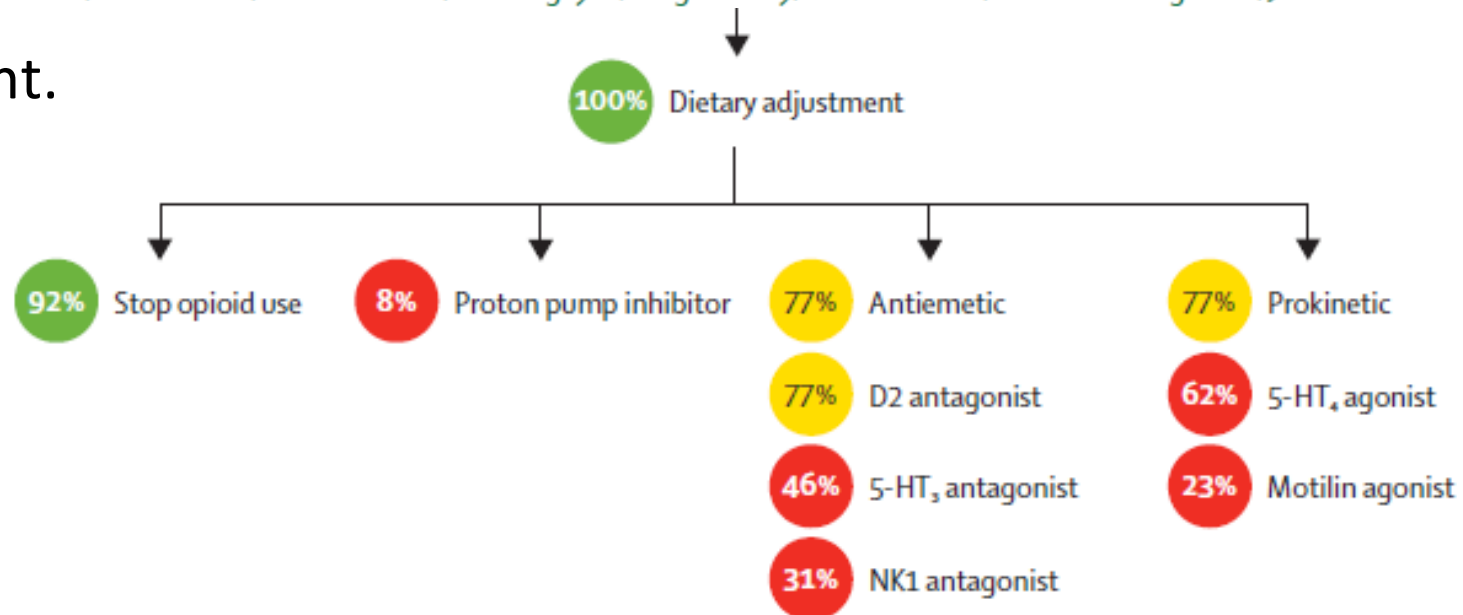 nt.
100% Dietary adjustment
92% Stop opioid use
8% Proton pump inhibitor
77% Antiemetic
77% Prokinetic
77% D2 antagonist
62% 5-HT₄ agonist
46% 5-HT₃ antagonist
23% Motilin agonist
31% NK1 antagonist